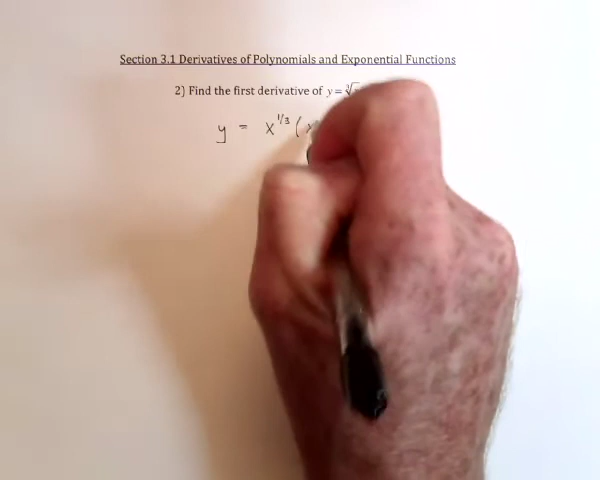 Section 3.1 Derivatives of Polynomials and Exponential Functions
2) Find the first derivative of y = ∛
y = x^{1/3} (x